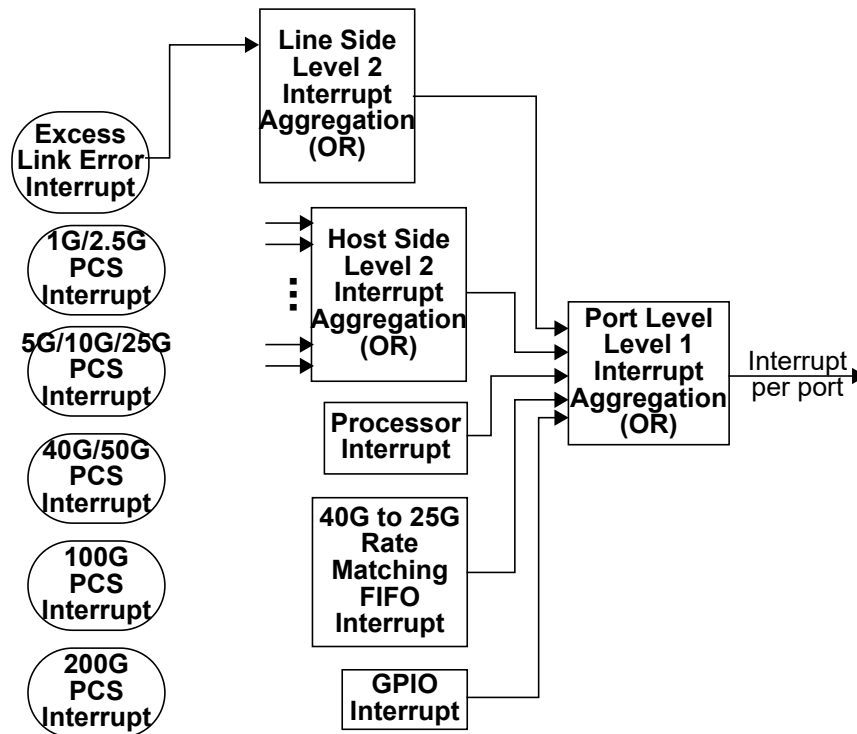 Line Side
Level 2
Interrupt
Aggregation
(OR)
Excess
Link Error
Interrupt
1G/2.5G
PCS
Interrupt
5G/10G/25G
PCS
Interrupt
40G/50G
PCS
Interrupt
100G
PCS
Interrupt
200G
PCS
Interrupt
Host Side
Level 2
Interrupt
Aggregation
(OR)
Processor
Interrupt
40G to 25G
Rate
Matching
FIFO
Interrupt
GPIO
Interrupt
Port Level
Level 1
Interrupt
Aggregation
(OR)
Interrupt
per port